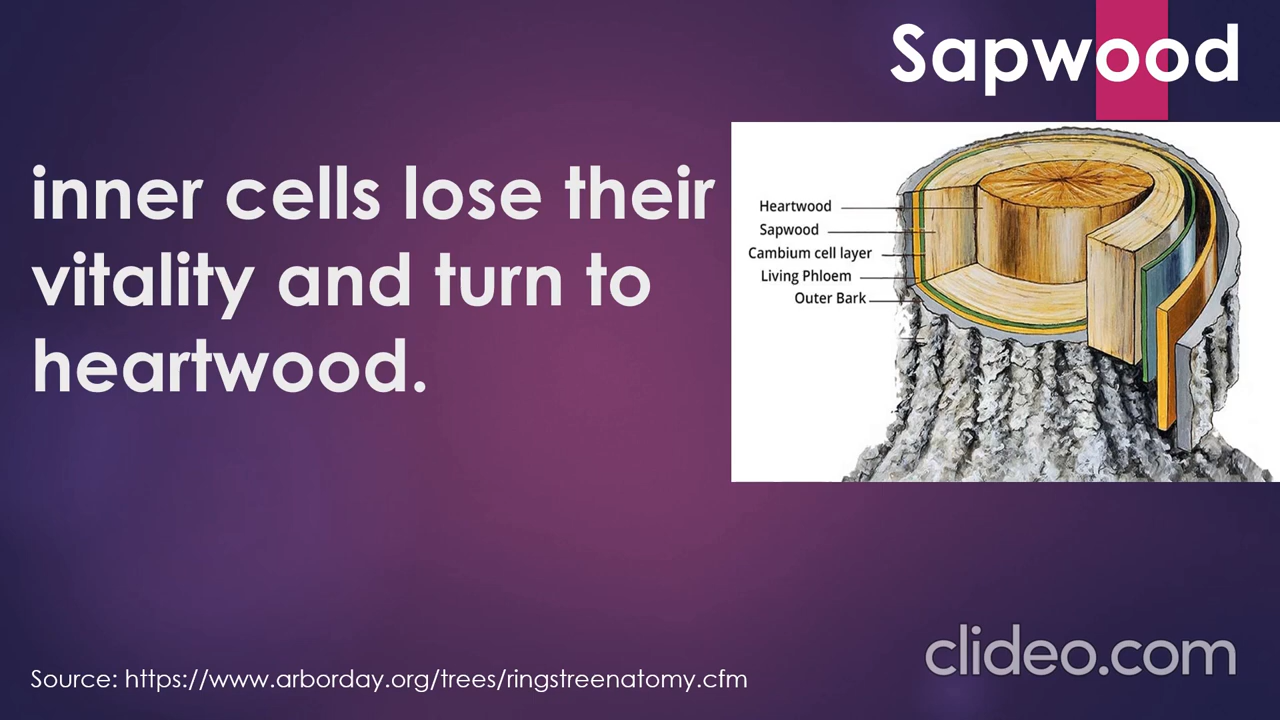 Sapwood
inner cells lose their
vitality and turn to
heartwood.
Heartwood
Sapwood
Cambium cell layer
Living Phloem
Outer Bark
Source: https://www.arborday.org/trees/ringstreenatomy.cfm
clideo.com